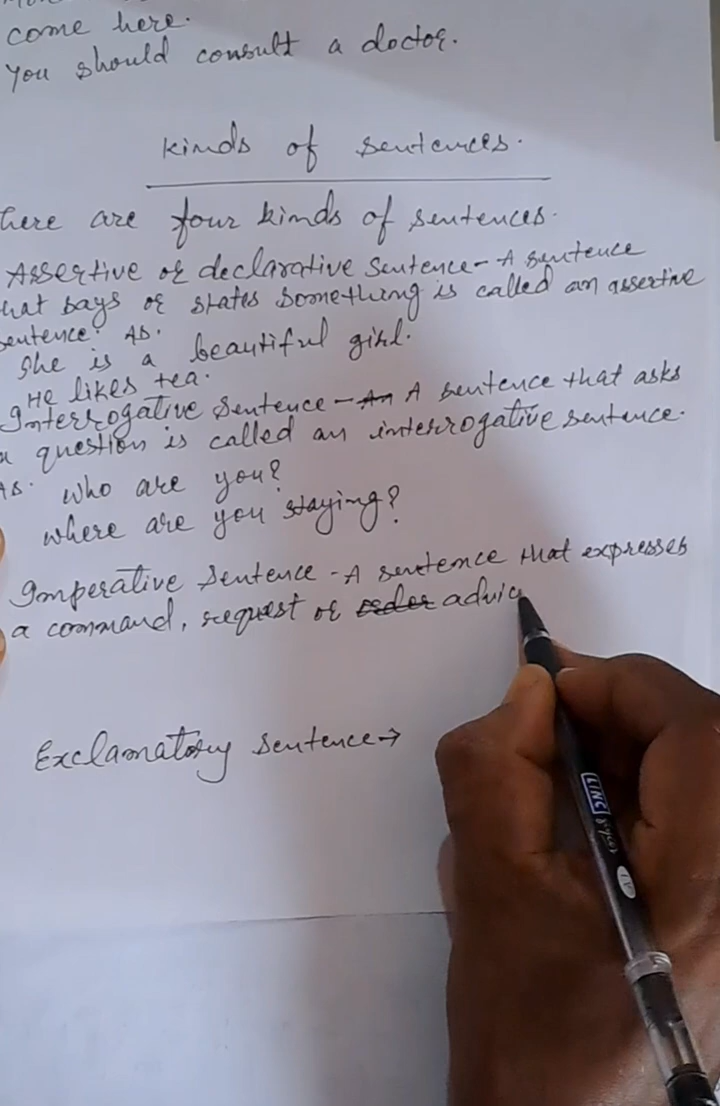 come here.
You should consult a doctor.
Kinds of sentences.
here are four kinds of sentences.
Assertive or declarative sentence - A sentence
hat says or states something is called an assertive
sentence. As.
She is a beautiful girl.
He likes tea.
Interrogative sentence - An A sentence that asks
a question is called an interrogative sentence.
As. Who are you?
where are you staying?
Imperative sentence - A sentence that expresses
a command, request or order advic
Exclamatory sentence →
LINC